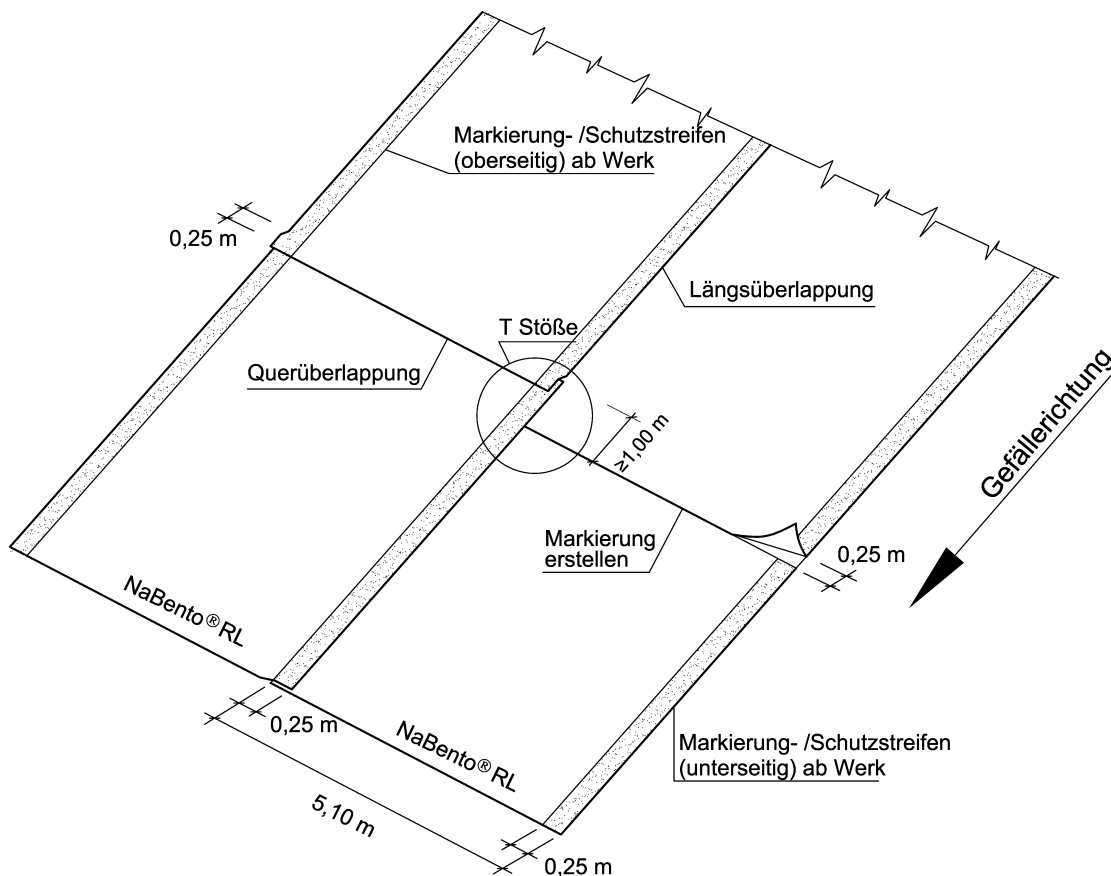 Markierung- /Schutzstreifen
(oberseitig) ab Werk
0,25 m
Längsüberlappung
T Stöße
Querüberlappung
Gefällerichtung
≥1,00 m
Markierung
erstellen
0,25 m
NaBento® RL
0,25 m
NaBento® RL
Markierung- /Schutzstreifen
(unterseitig) ab Werk
5,10 m
0,25 m